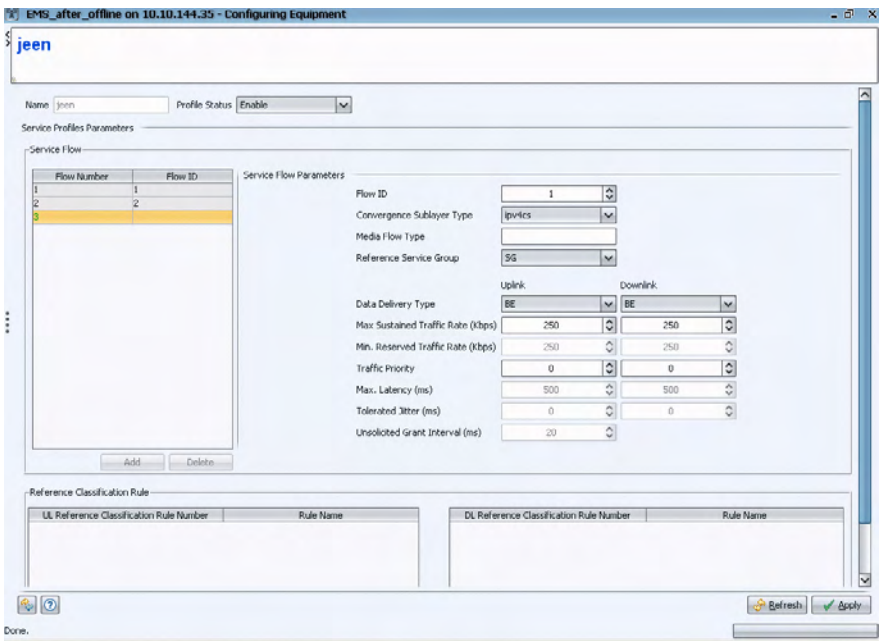 EMS_after_offline on 10.10.144.35 - Configuring Equipment
jeen
Name jeen Profile Status Enable
Service Profiles Parameters
Service Flow
Flow Number Flow ID
1 1
2 2
3
Add Delete
Service Flow Parameters
Flow ID 1
Convergence Sublayer Type ipv4cs
Media Flow Type
Reference Service Group SG
Uplink Downlink
Data Delivery Type BE BE
Max Sustained Traffic Rate (Kbps) 250 250
Min. Reserved Traffic Rate (Kbps) 250 250
Traffic Priority 0 0
Max. Latency (ms) 500 500
Tolerated Jitter (ms) 0 0
Unsolicited Grant Interval (ms) 20
Reference Classification Rule
UL Reference Classification Rule Number Rule Name
DL Reference Classification Rule Number Rule Name
Refresh Apply
Done.